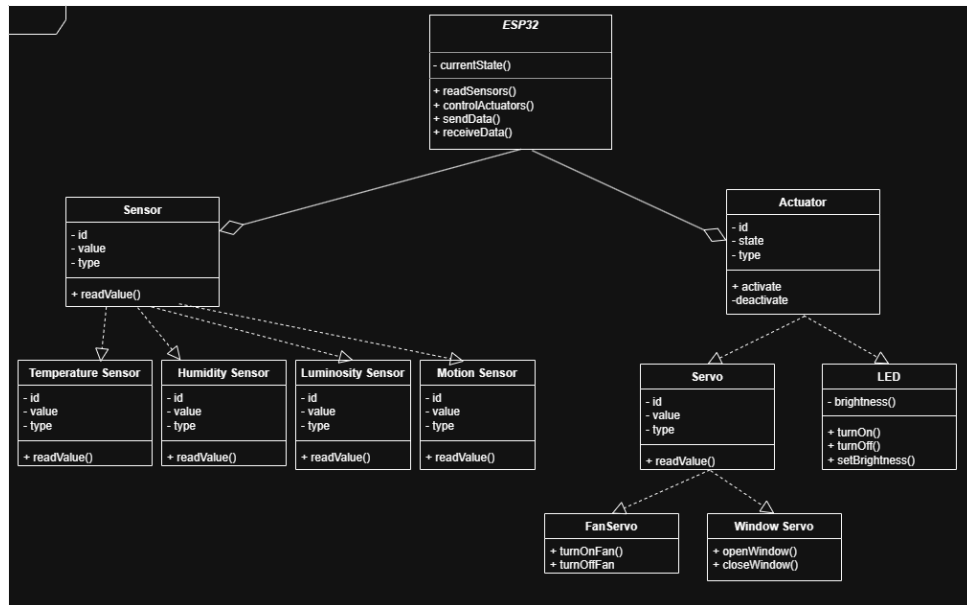 ESP32
- currentState()
+ readSensors()
+ controlActuators()
+ sendData()
+ receiveData()
Sensor
- id
- value
- type
+ readValue()
Actuator
- id
- state
- type
+ activate
-deactivate
Temperature Sensor
- id
- value
- type
+ readValue()
Humidity Sensor
- id
- value
- type
+ readValue()
Luminosity Sensor
- id
- value
- type
+ readValue()
Motion Sensor
- id
- value
- type
+ readValue()
Servo
- id
- value
- type
+ readValue()
LED
- brightness()
+ turnOn()
+ turnOff()
+ setBrightness()
FanServo
+ turnOnFan()
+ turnOffFan
Window Servo
+ openWindow()
+ closeWindow()